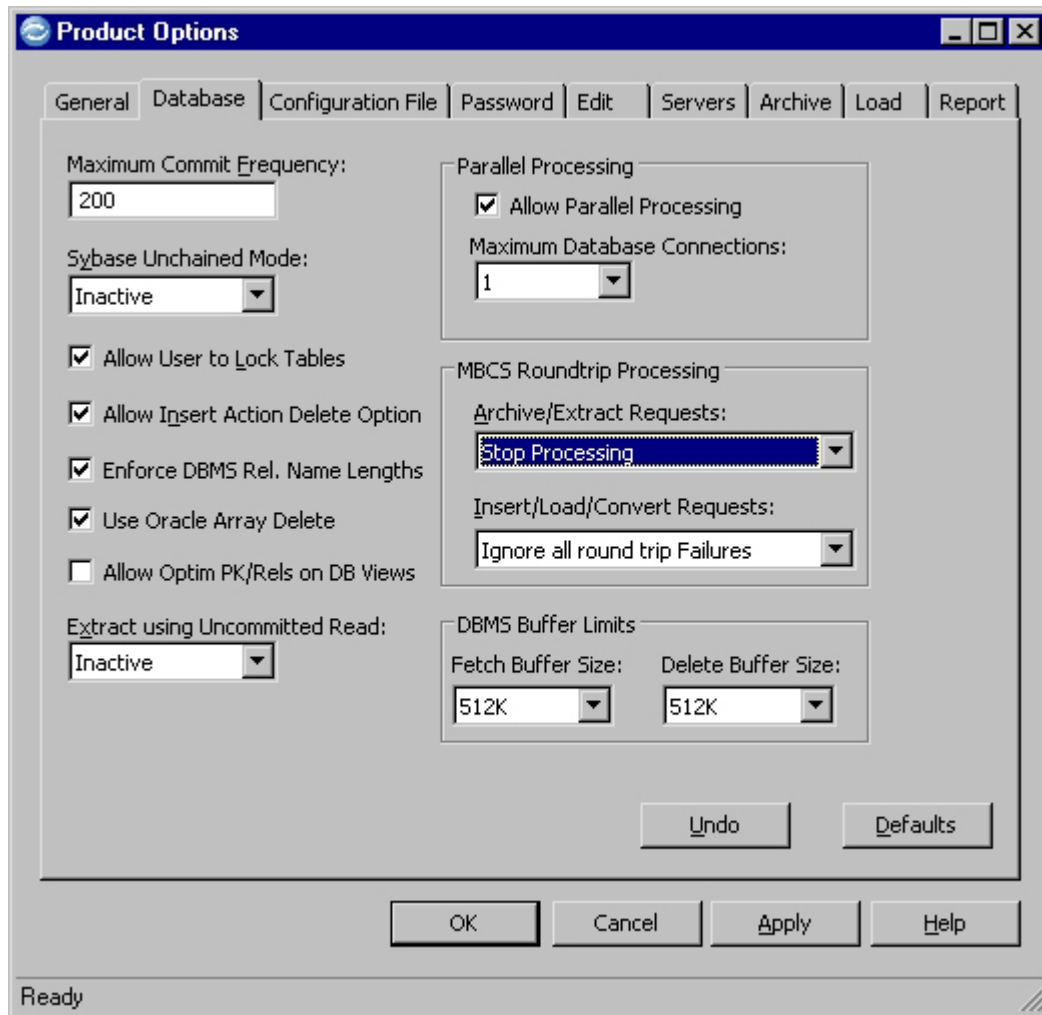 Product Options
General
Database
Configuration File
Password
Edit
Servers
Archive
Load
Report
Maximum Commit Frequency:
200
Sybase Unchained Mode:
Inactive
Allow User to Lock Tables
Allow Insert Action Delete Option
Enforce DBMS Rel. Name Lengths
Use Oracle Array Delete
Allow Optim PK/Rels on DB Views
Extract using Uncommitted Read:
Inactive
Parallel Processing
Allow Parallel Processing
Maximum Database Connections:
1
MBCS Roundtrip Processing
Archive/Extract Requests:
Stop Processing
Insert/Load/Convert Requests:
Ignore all round trip Failures
DBMS Buffer Limits
Fetch Buffer Size:
512K
Delete Buffer Size:
512K
Undo
Defaults
OK
Cancel
Apply
Help
Ready